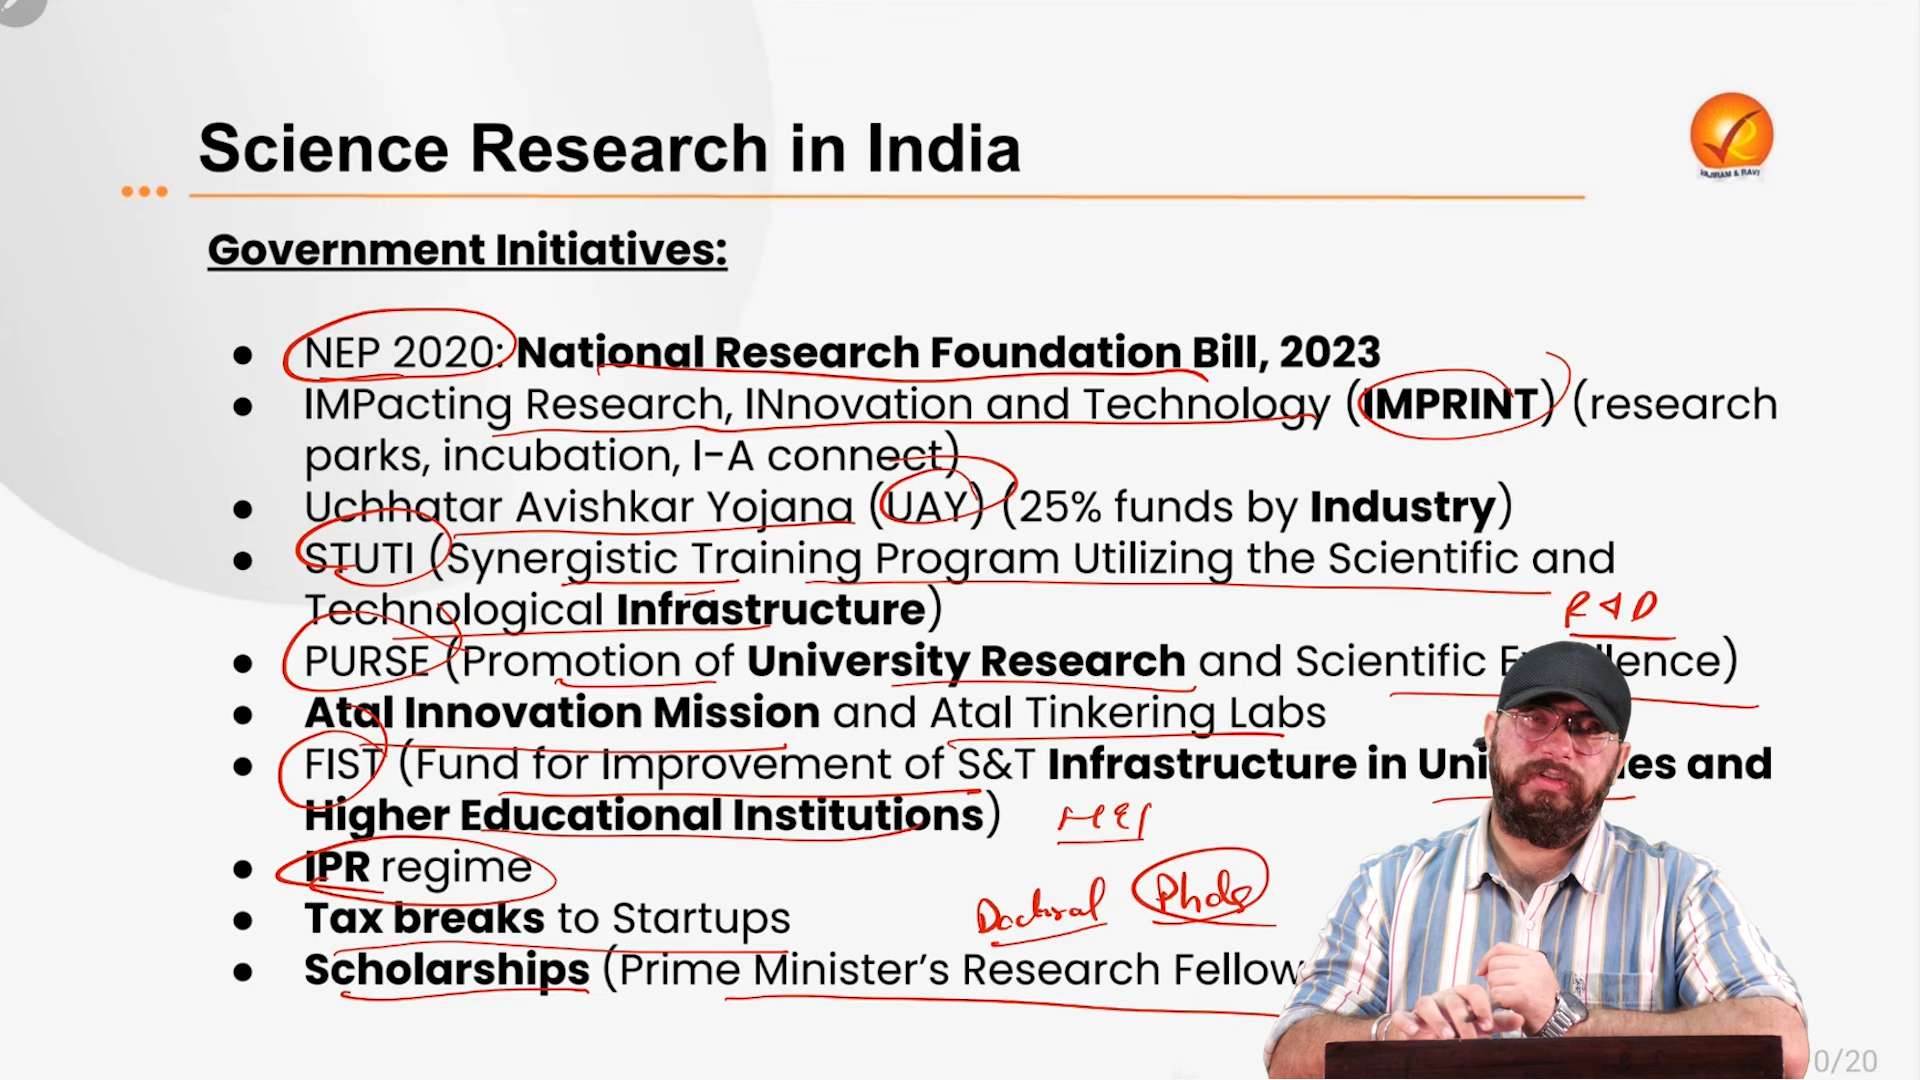 Science Research in India
VAJIRAM & RAVI
Government Initiatives:
● NEP 2020: National Research Foundation Bill, 2023
● IMPacting Research, INnovation and Technology (IMPRINT) (research
parks, incubation, I-A connect)
● Uchhatar Avishkar Yojana (UAY) (25% funds by Industry)
● STUTI (Synergistic Training Program Utilizing the Scientific and
Technological Infrastructure)
R & D
● PURSE (Promotion of University Research and Scientific E lence)
● Atal Innovation Mission and Atal Tinkering Labs
● FIST (Fund for Improvement of S&T Infrastructure in Uni es and
Higher Educational Institutions)
HEI
● IPR regime
Doctoral Phds
● Tax breaks to Startups
● Scholarships (Prime Minister's Research Fellow
0/20